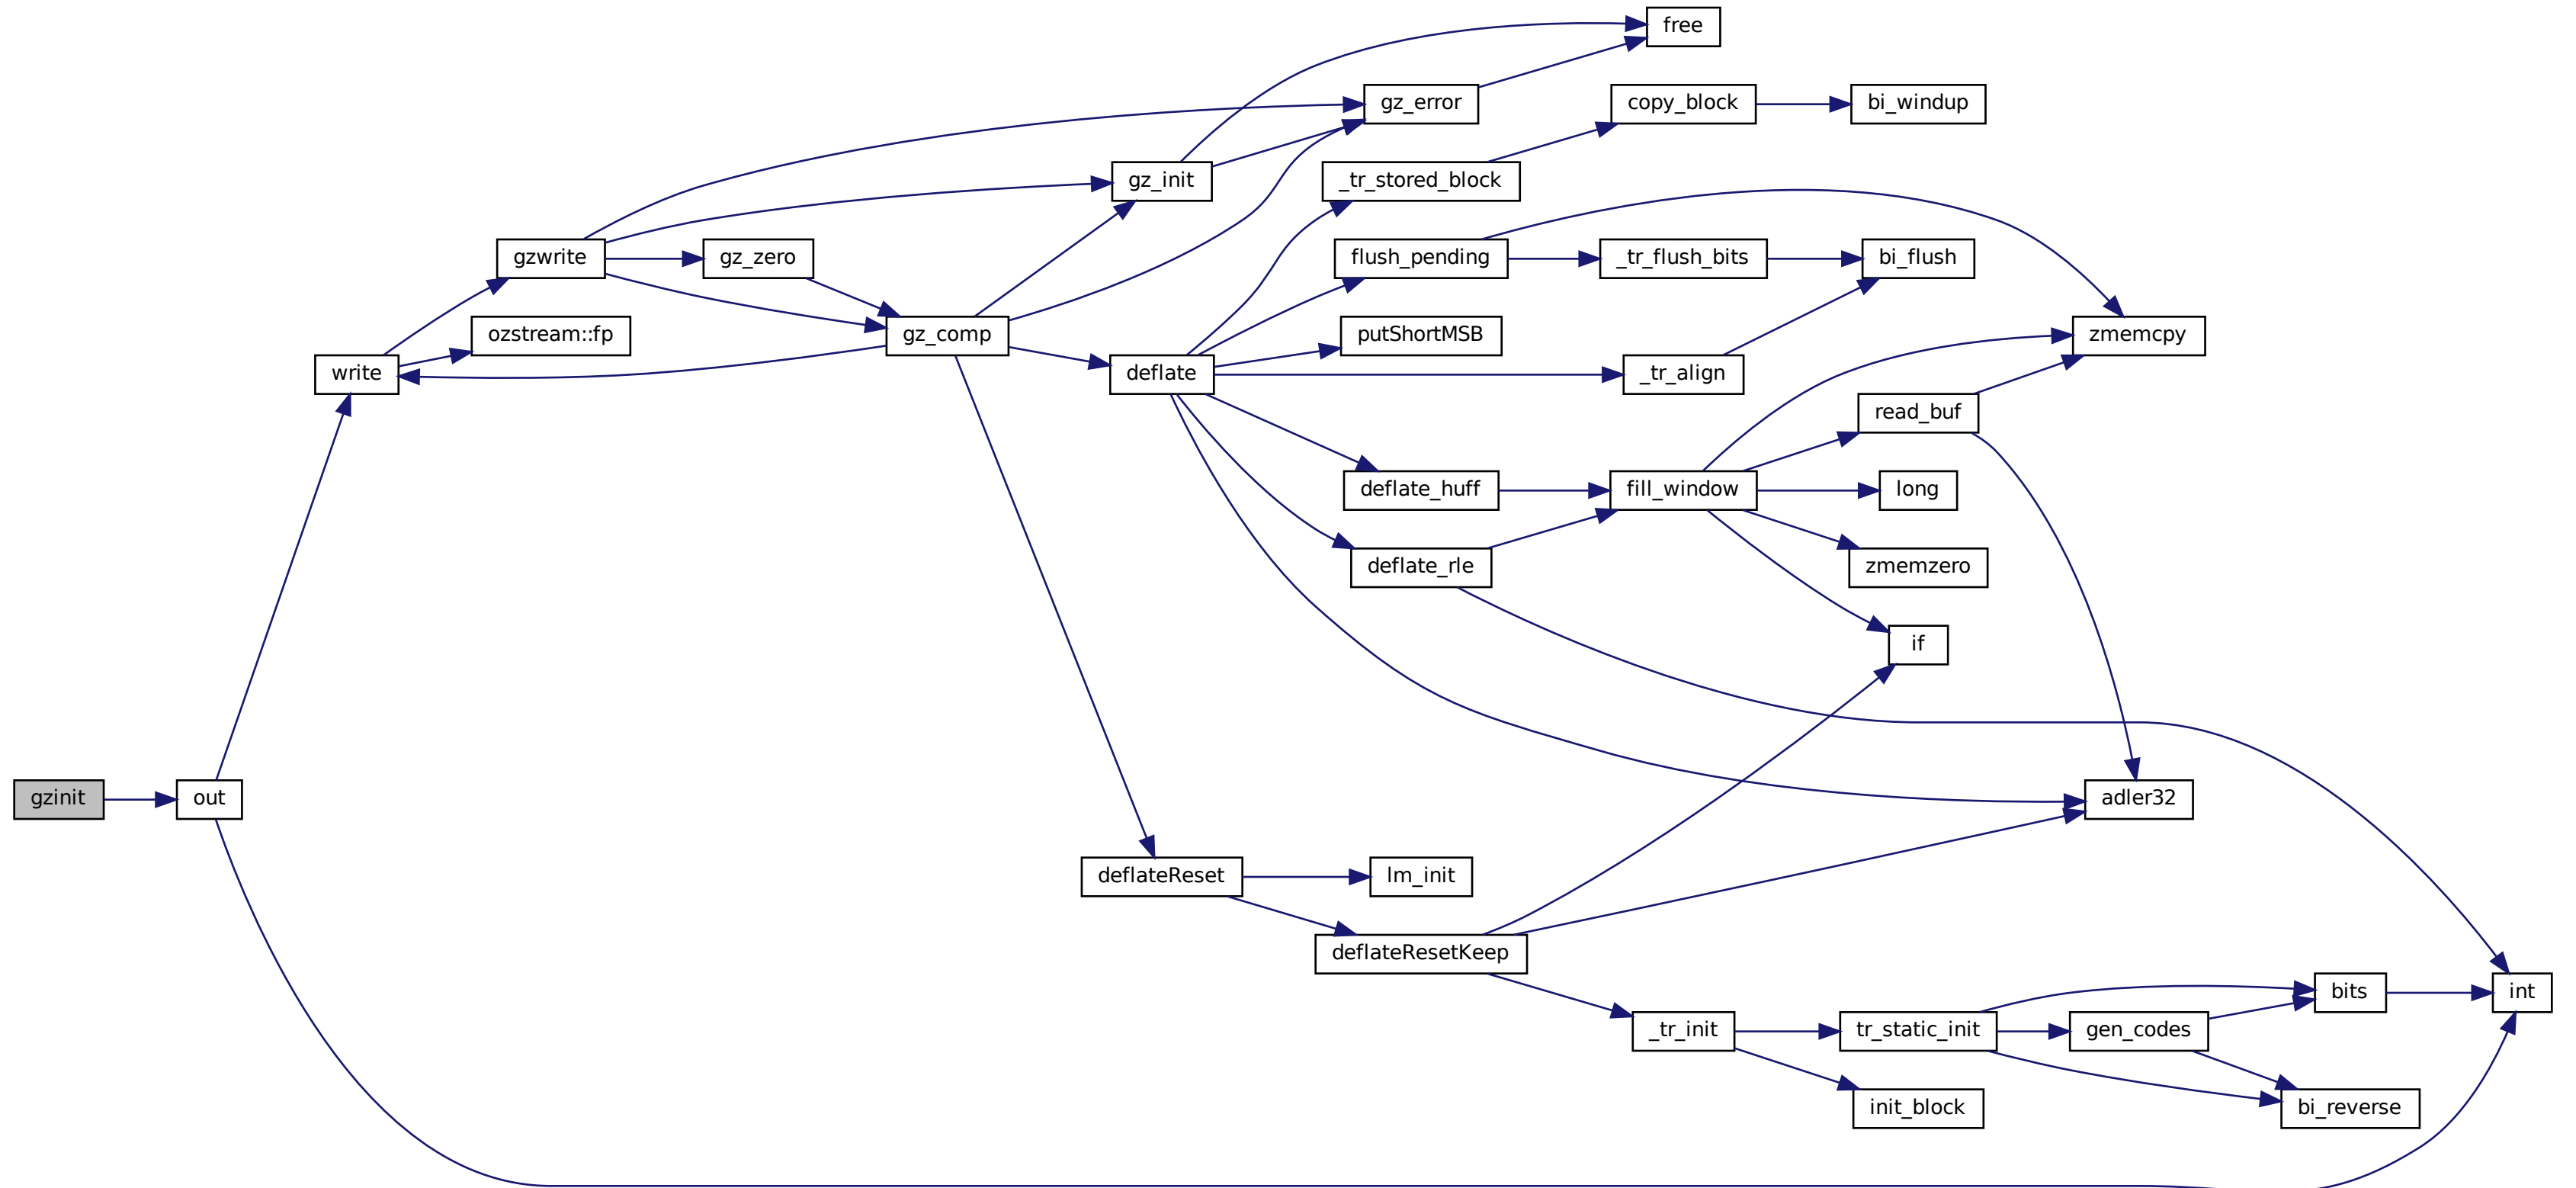 free
gz_error
copy_block
bi_windup
gz_init
_tr_stored_block
gzwrite
gz_zero
flush_pending
_tr_flush_bits
bi_flush
ozstream::fp
gz_comp
putShortMSB
zmemcpy
write
deflate
_tr_align
read_buf
deflate_huff
fill_window
long
deflate_rle
zmemzero
if
gzinit
out
adler32
deflateReset
lm_init
deflateResetKeep
bits
int
_tr_init
tr_static_init
gen_codes
init_block
bi_reverse